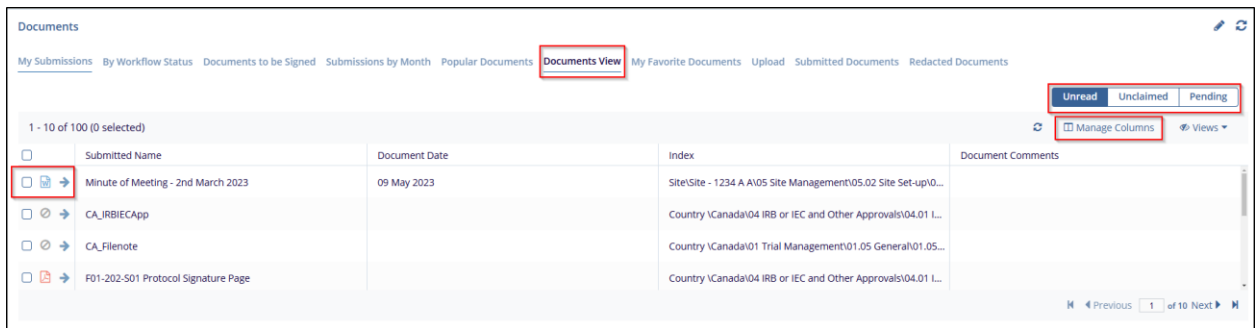 Documents
My Submissions By Workflow Status Documents to be Signed Submissions by Month Popular Documents Documents View My Favorite Documents Upload Submitted Documents Redacted Documents
Unread Unclaimed Pending
1 - 10 of 100 (0 selected) Manage Columns Views
Submitted Name Document Date Index Document Comments
Minute of Meeting - 2nd March 2023 09 May 2023 Site\Site - 1234 A A\05 Site Management\05.02 Site Set-up\0...
CA_IRBIECApp Country \Canada\04 IRB or IEC and Other Approvals\04.01 I...
CA_Filenote Country \Canada\01 Trial Management\01.05 General\01.05...
F01-202-S01 Protocol Signature Page Country \Canada\04 IRB or IEC and Other Approvals\04.01 I...
Previous 1 of 10 Next